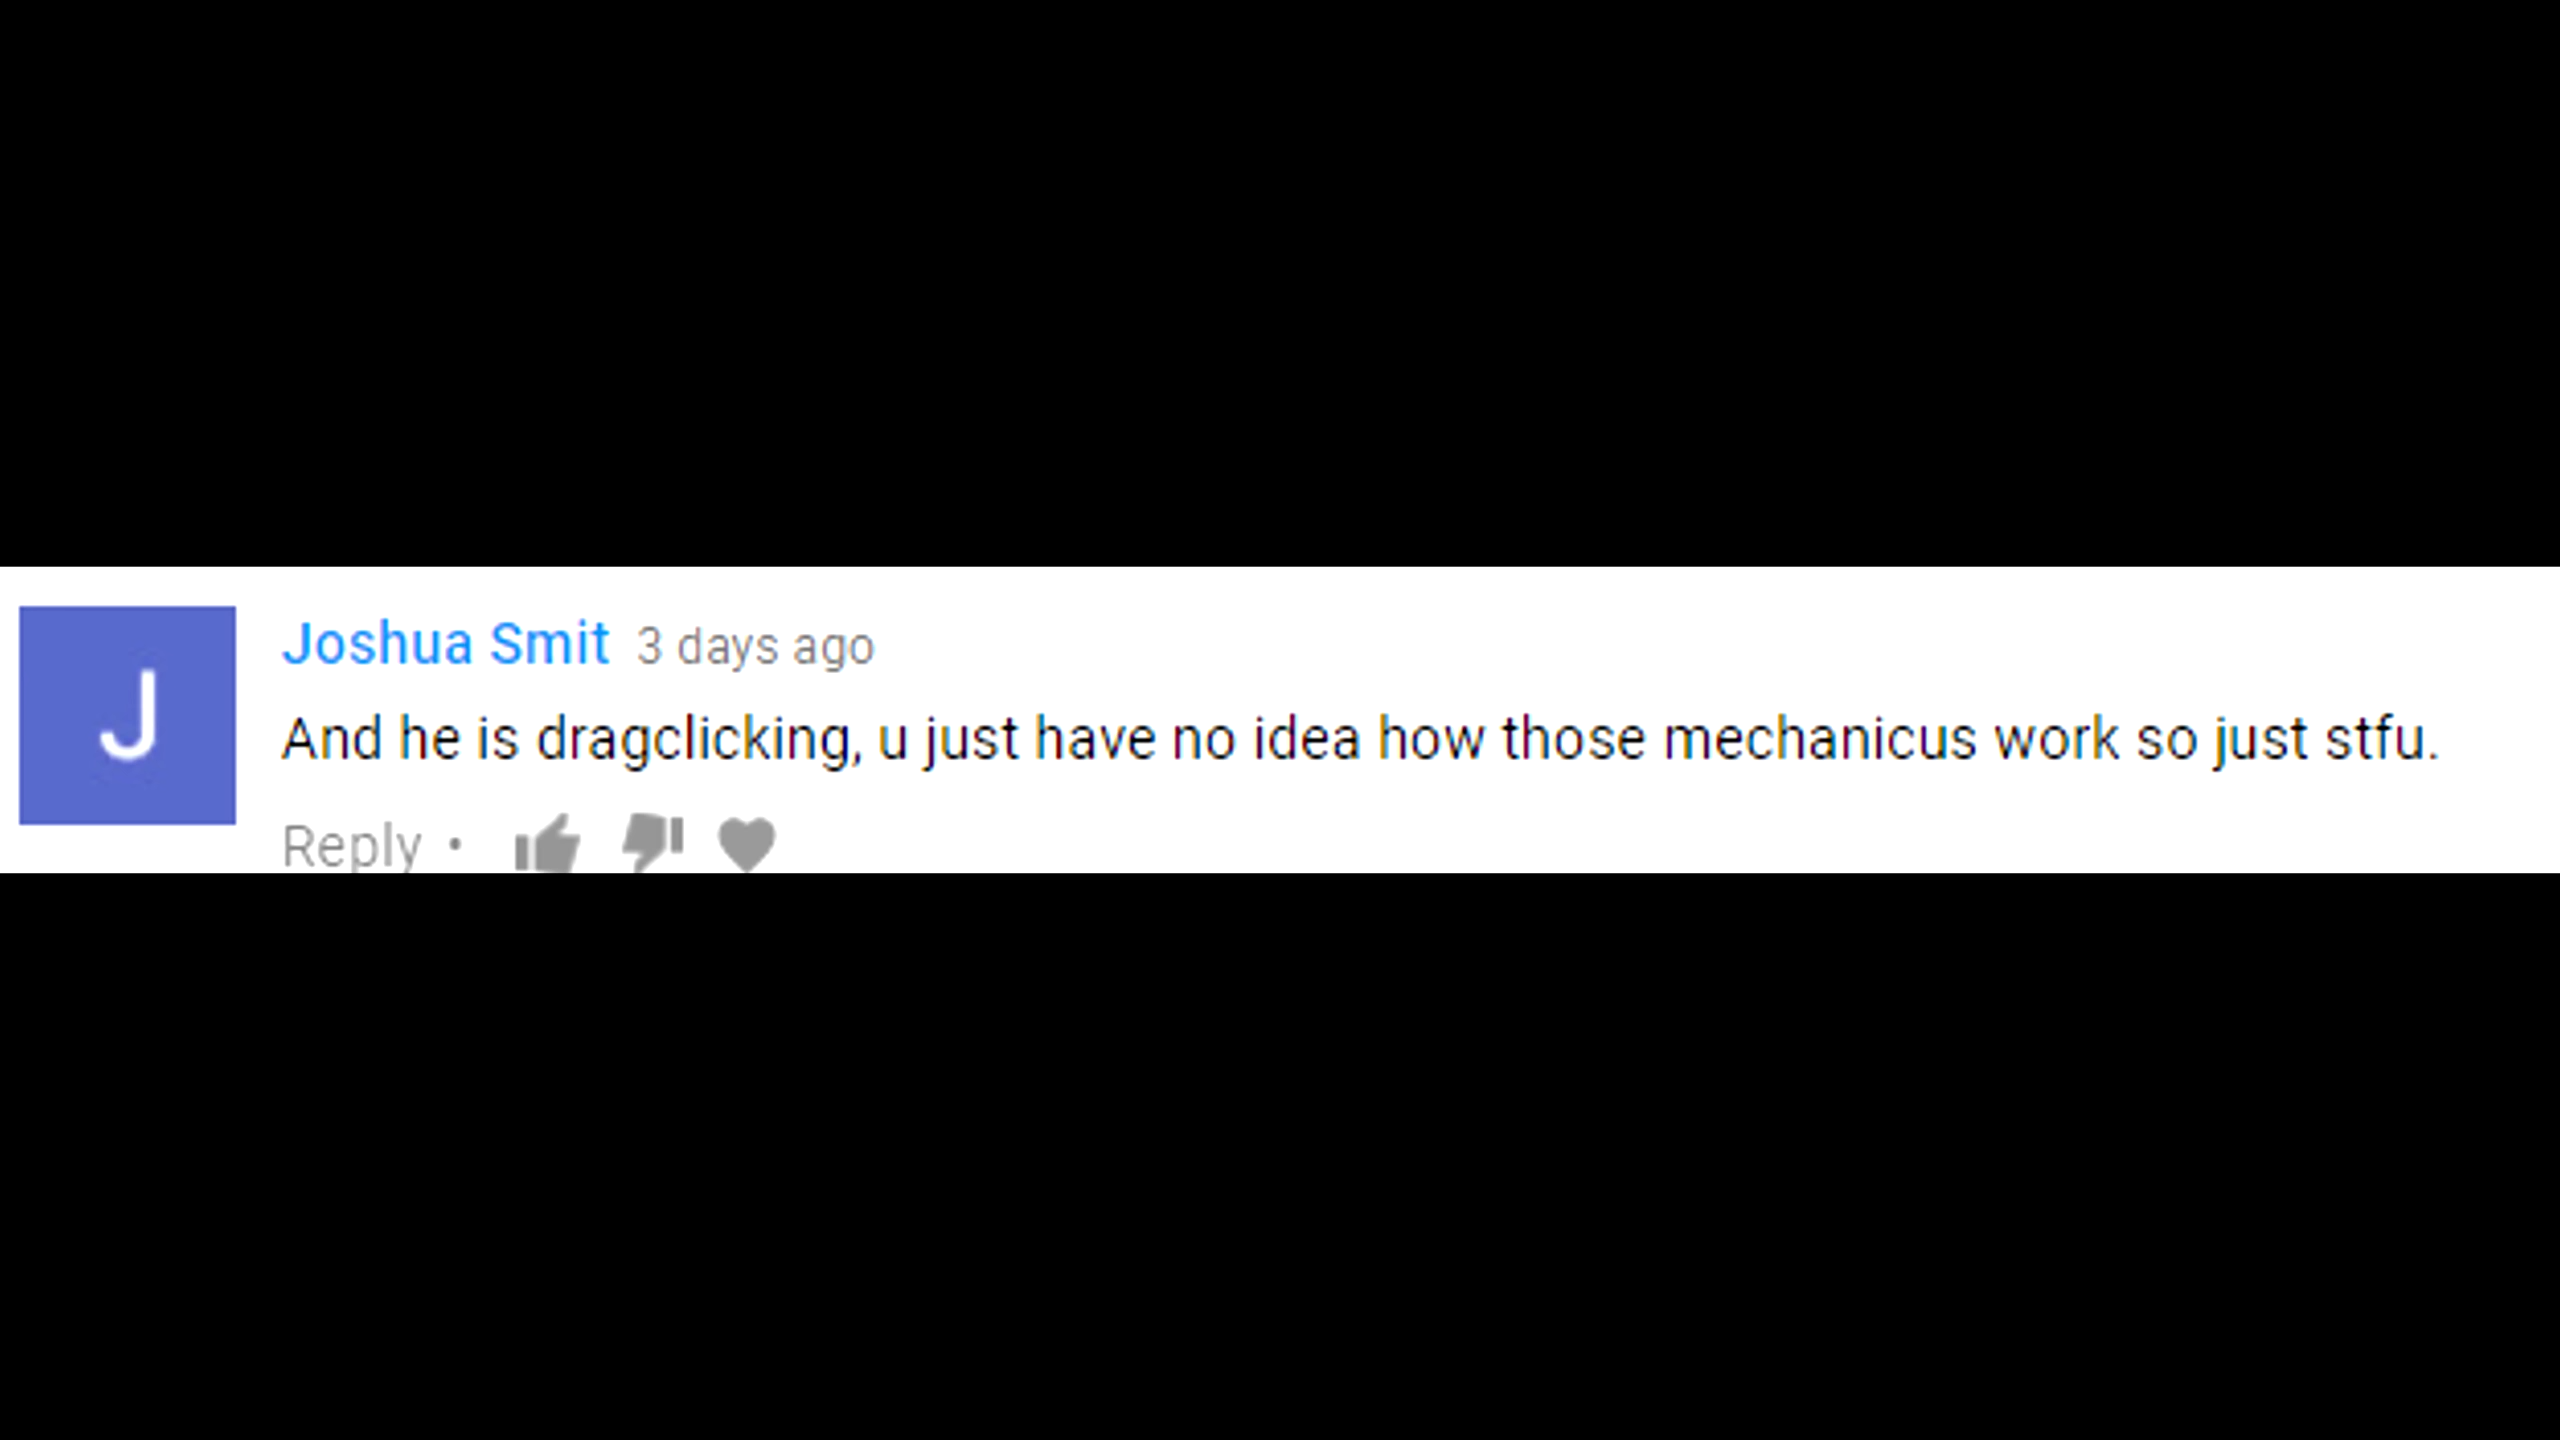 J
Joshua Smit 3 days ago
And he is dragclicking, u just have no idea how those mechanicus work so just stfu.
Reply •